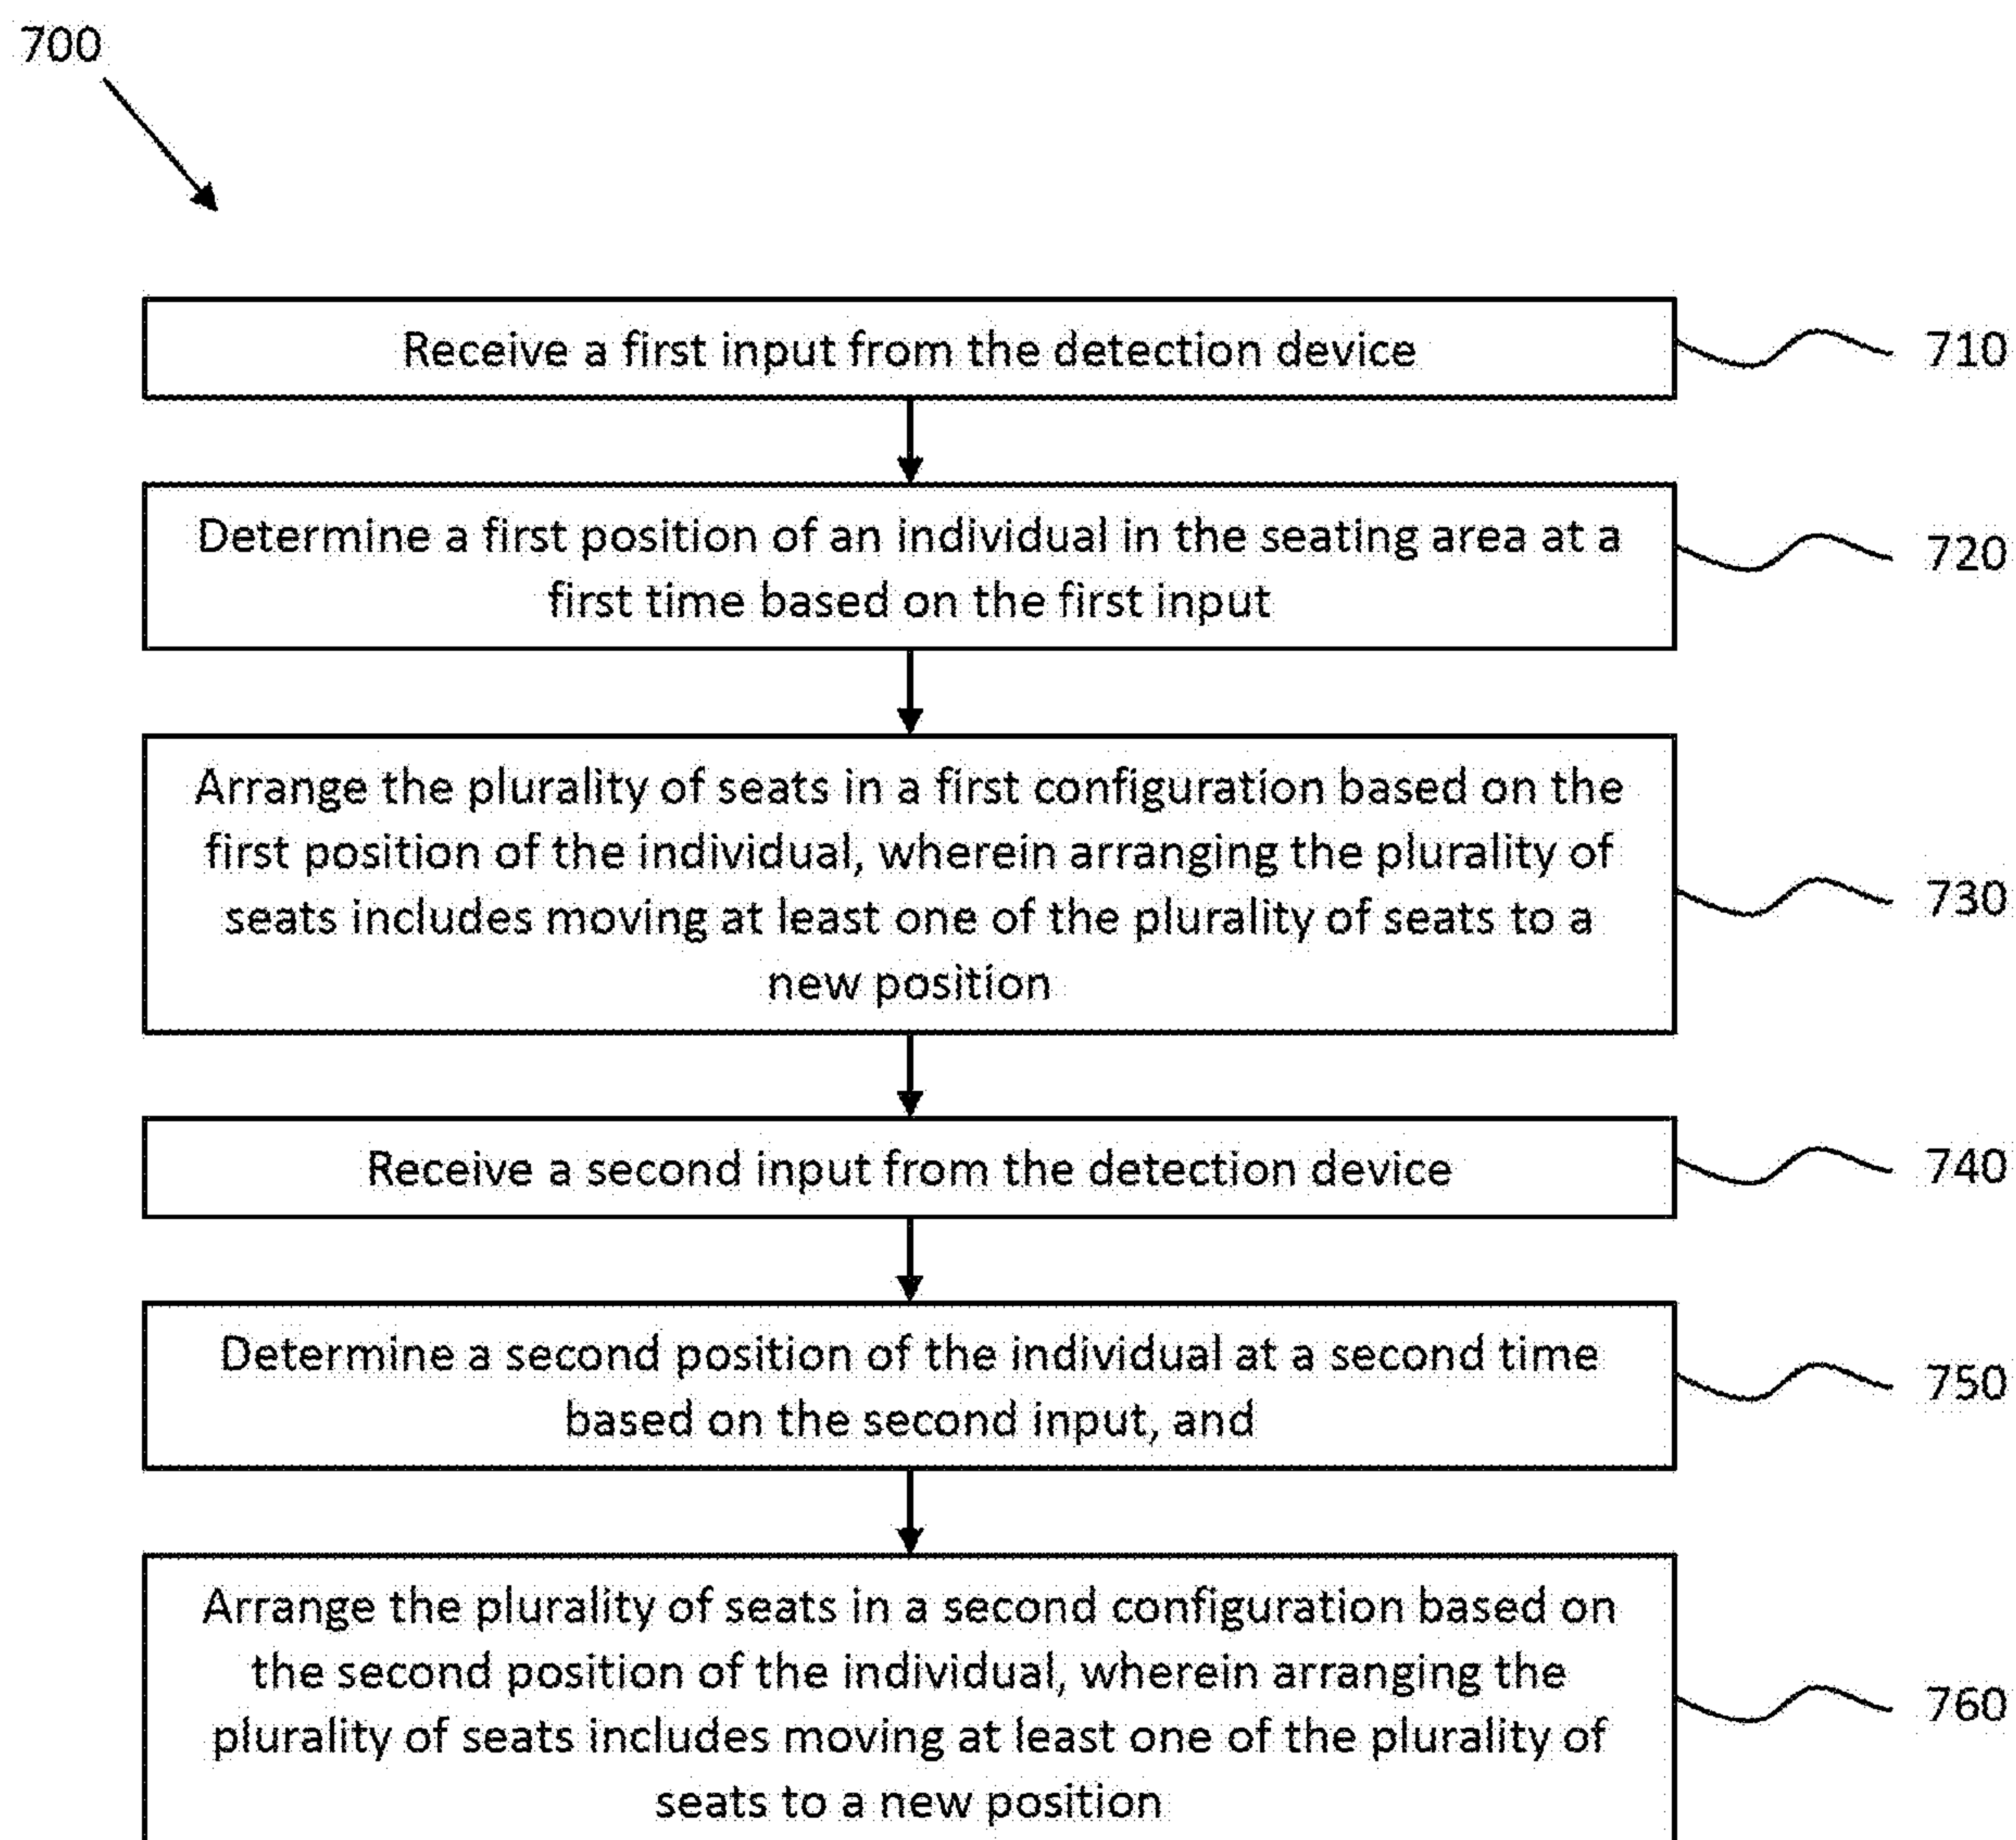 700
Receive a first input from the detection device
710
Determine a first position of an individual in the seating area at a
first time based on the first input
720
Arrange the plurality of seats in a first configuration based on the
first position of the individual, wherein arranging the plurality of
seats includes moving at least one of the plurality of seats to a
new position
730
Receive a second input from the detection device
740
Determine a second position of the individual at a second time
based on the second input, and
750
Arrange the plurality of seats in a second configuration based on
the second position of the individual, wherein arranging the
plurality of seats includes moving at least one of the plurality of
seats to a new position
760